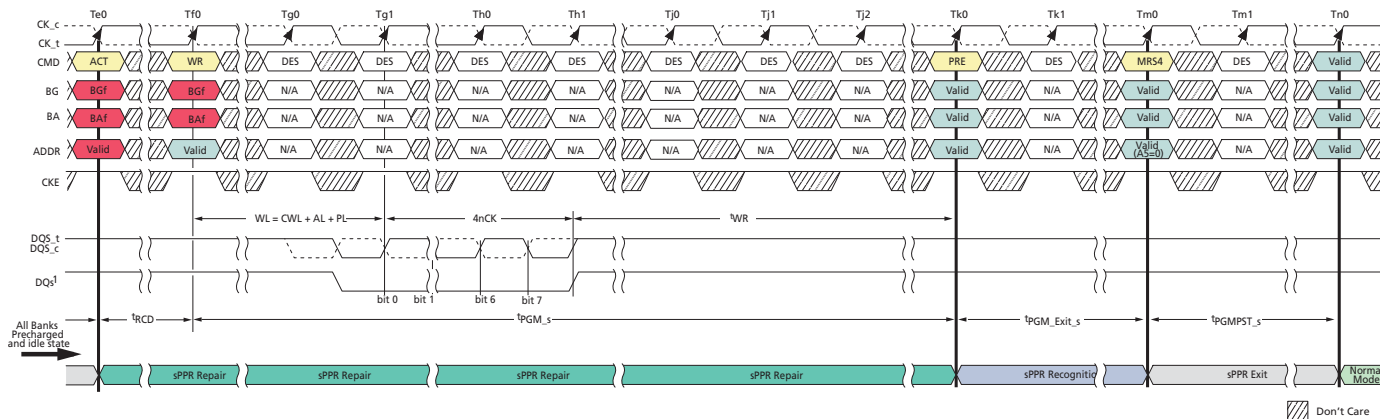 Te0 Tf0 Tg0 Tg1 Th0 Th1 Tj0 Tj1 Tj2 Tk0 Tk1 Tm0 Tm1 Tn0
CK_c
CK_t
CMD ACT WR DES DES DES DES DES DES DES PRE DES MRS4 DES Valid
BG BGf BGf N/A N/A N/A N/A N/A N/A N/A Valid N/A Valid N/A Valid
BA BAf BAf N/A N/A N/A N/A N/A N/A N/A Valid N/A Valid N/A Valid
ADDR Valid Valid N/A N/A N/A N/A N/A N/A N/A Valid N/A Valid (A5=0) N/A Valid
CKE
WL = CWL + AL + PL 4nCK tWR
DQS_t
DQS_c
DQs1
bit 0 bit 1 bit 6 bit 7
All Banks
Precharged
and idle state
tRCD tPGM_s tPGM_Exit_s tPGMPST_s
sPPR Repair sPPR Repair sPPR Repair sPPR Repair sPPR Recognitic sPPR Exit Norma
Mode
Don't Care